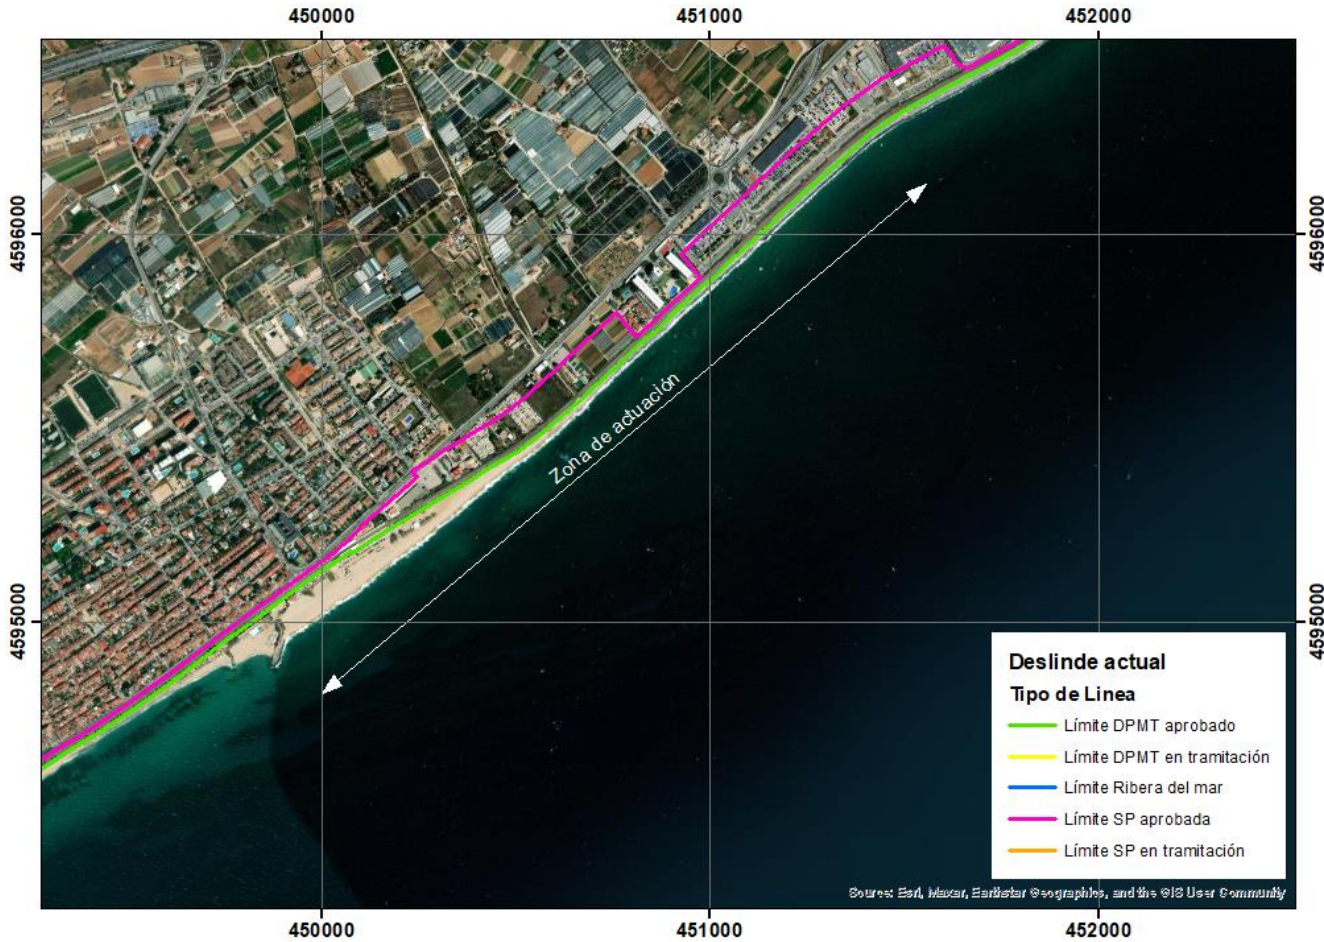 450000 451000 452000
4596000 4596000
Zona de actuación
4595000 4595000
Deslinde actual
Tipo de Linea
Límite DPMT aprobado
Límite DPMT en tramitación
Límite Ribera del mar
Límite SP aprobada
Límite SP en tramitación
Source: Esri, Maxar, Earthstar Geographics, and the GIS User Community
450000 451000 452000